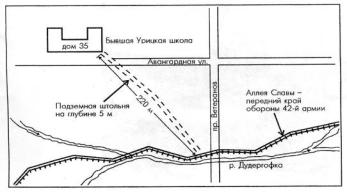 дом 35
Бывшая Урицкая школа
Авангардная ул.
Подземная штольня
на глубине 5 м
220 м
пр. Ветеранов
Аллея Славы –
передний край
обороны 42-й армии
р. Дудергофка